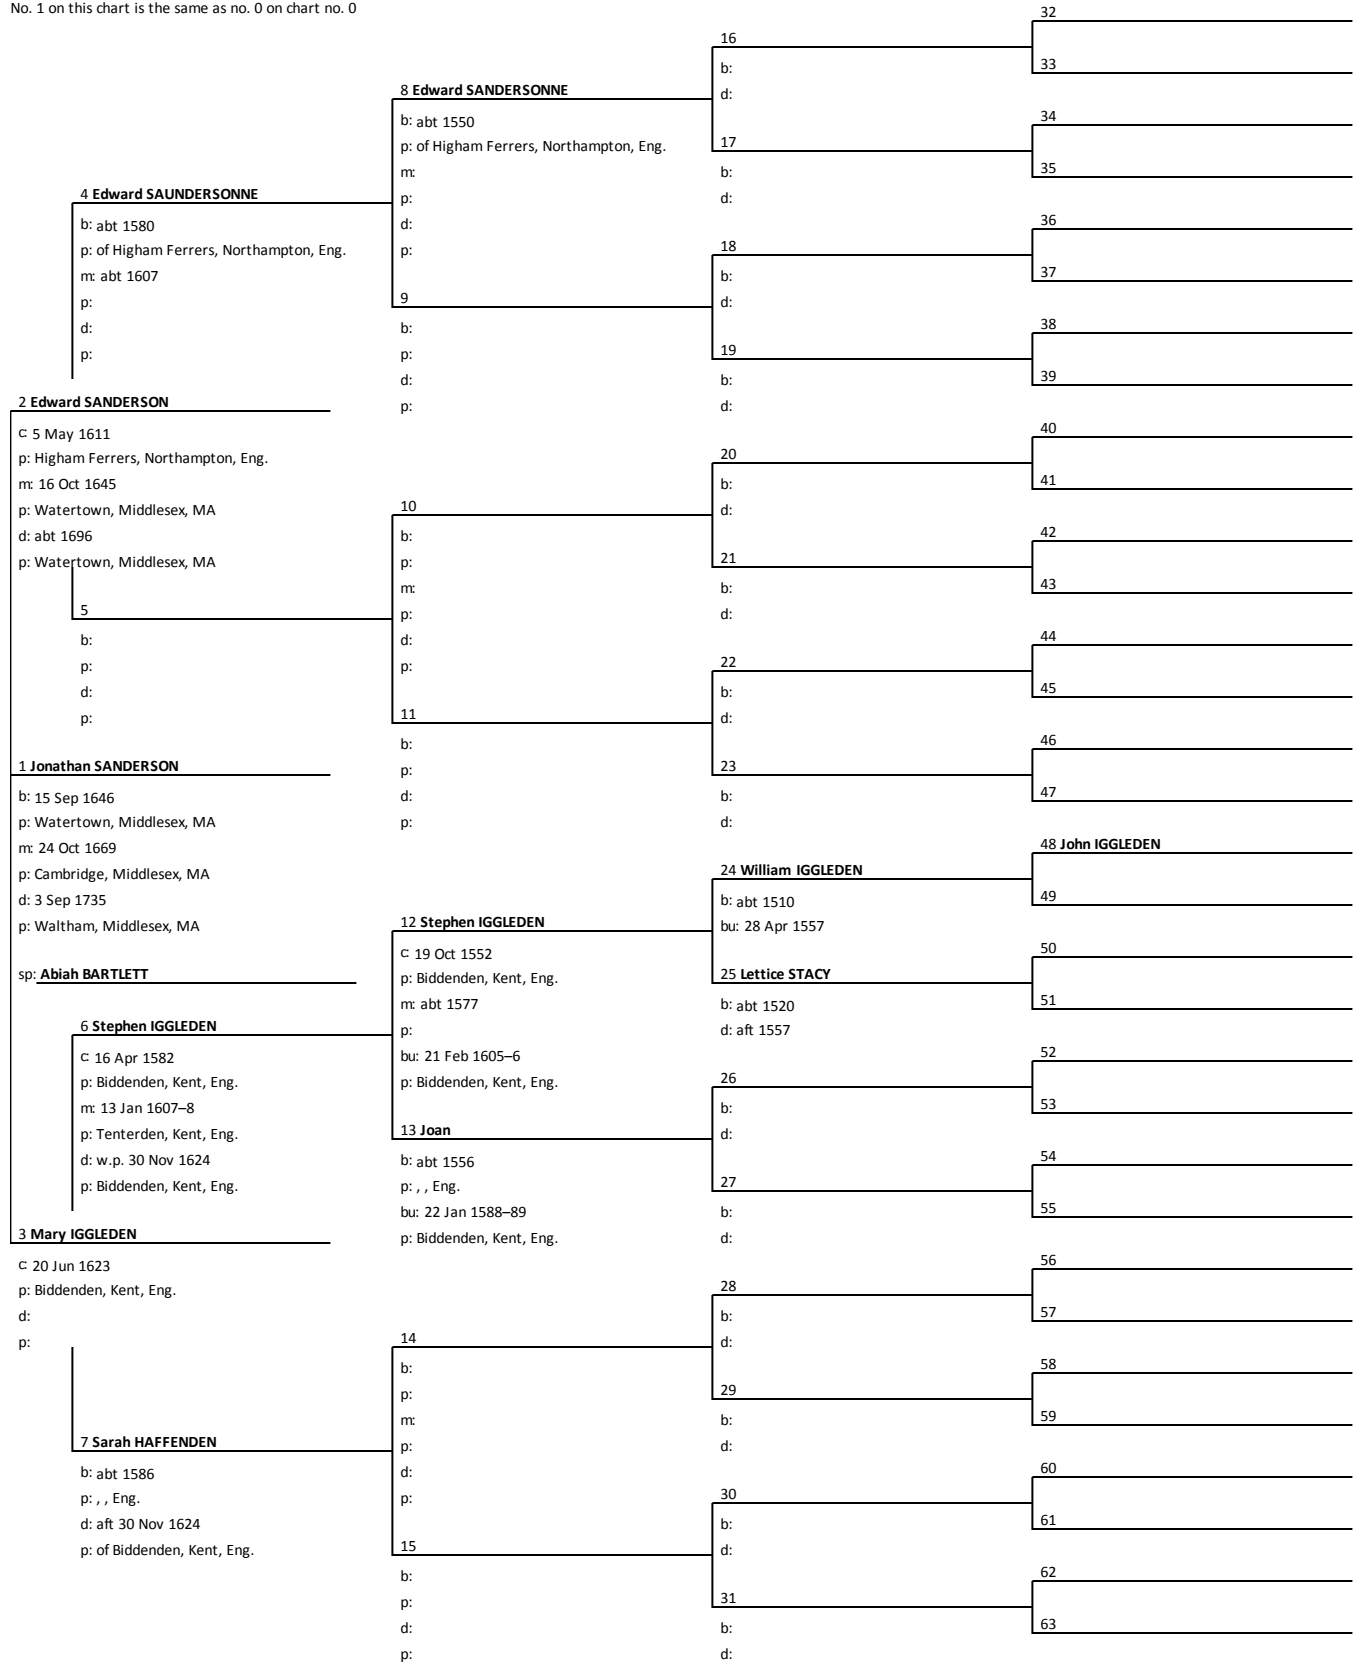 No. 1 on this chart is the same as no. 0 on chart no. 0
2 Edward SANDERSON
c: 5 May 1611
p: Higham Ferrers, Northampton, Eng.
m: 16 Oct 1645
p: Watertown, Middlesex, MA
d: abt 1696
p: Watertown, Middlesex, MA
1 Jonathan SANDERSON
b: 15 Sep 1646
p: Watertown, Middlesex, MA
m: 24 Oct 1669
p: Cambridge, Middlesex, MA
d: 3 Sep 1735
p: Waltham, Middlesex, MA
sp: Abiah BARTLETT
3 Mary IGGLEDEN
c: 20 Jun 1623
p: Biddenden, Kent, Eng.
d:
p:
4 Edward SAUNDERSONNE
b: abt 1580
p: of Higham Ferrers, Northampton, Eng.
m: abt 1607
p:
d:
p:
5
b:
p:
d:
p:
6 Stephen IGGLEDEN
c: 16 Apr 1582
p: Biddenden, Kent, Eng.
m: 13 Jan 1607–8
p: Tenterden, Kent, Eng.
d: w.p. 30 Nov 1624
p: Biddenden, Kent, Eng.
7 Sarah HAFFENDEN
b: abt 1586
p: , , Eng.
d: aft 30 Nov 1624
p: of Biddenden, Kent, Eng.
8 Edward SANDERSONNE
b: abt 1550
p: of Higham Ferrers, Northampton, Eng.
m:
p:
d:
p:
9
b:
p:
d:
p:
10
b:
p:
m:
p:
d:
p:
11
b:
p:
d:
p:
12 Stephen IGGLEDEN
c: 19 Oct 1552
p: Biddenden, Kent, Eng.
m: abt 1577
p:
bu: 21 Feb 1605–6
p: Biddenden, Kent, Eng.
13 Joan
b: abt 1556
p: , , Eng.
bu: 22 Jan 1588–89
p: Biddenden, Kent, Eng.
14
b:
p:
m:
p:
d:
p:
15
b:
p:
d:
p:
16
b:
d:
17
b:
d:
18
b:
d:
19
b:
d:
20
b:
d:
21
b:
d:
22
b:
d:
23
b:
d:
24 William IGGLEDEN
b: abt 1510
bu: 28 Apr 1557
25 Lettice STACY
b: abt 1520
d: aft 1557
26
b:
d:
27
b:
d:
28
b:
d:
29
b:
d:
30
b:
d:
31
b:
d:
32
33
34
35
36
37
38
39
40
41
42
43
44
45
46
47
48 John IGGLEDEN
49
50
51
52
53
54
55
56
57
58
59
60
61
62
63